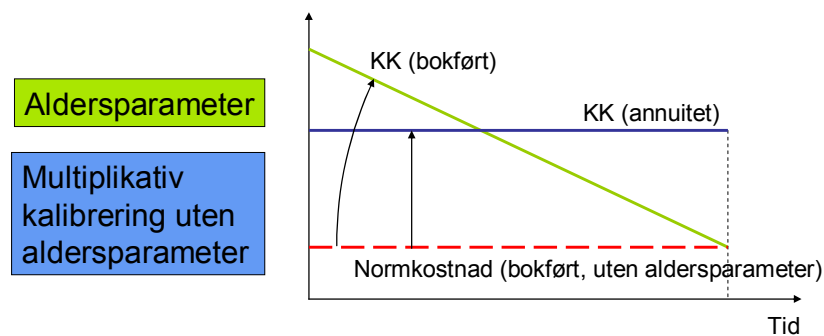 Aldersparameter
Multiplikativ
kalibrering uten
aldersparameter
KK (bokført)
KK (annuitet)
Normkostnad (bokført, uten aldersparameter)
Tid